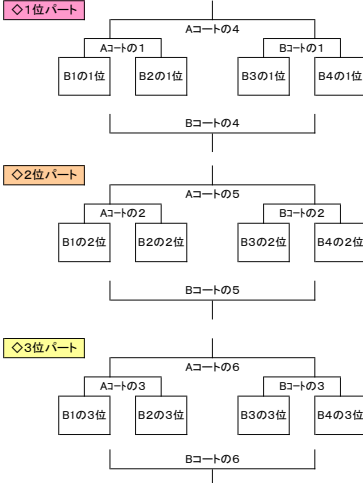 ◇1位パート
Aコートの4
Aコートの1 Bコートの1
B1の1位 B2の1位 B3の1位 B4の1位
Bコートの4
◇2位パート
Aコートの5
Aコートの2 Bコートの2
B1の2位 B2の2位 B3の2位 B4の2位
Bコートの5
◇3位パート
Aコートの6
Aコートの3 Bコートの3
B1の3位 B2の3位 B3の3位 B4の3位
Bコートの6